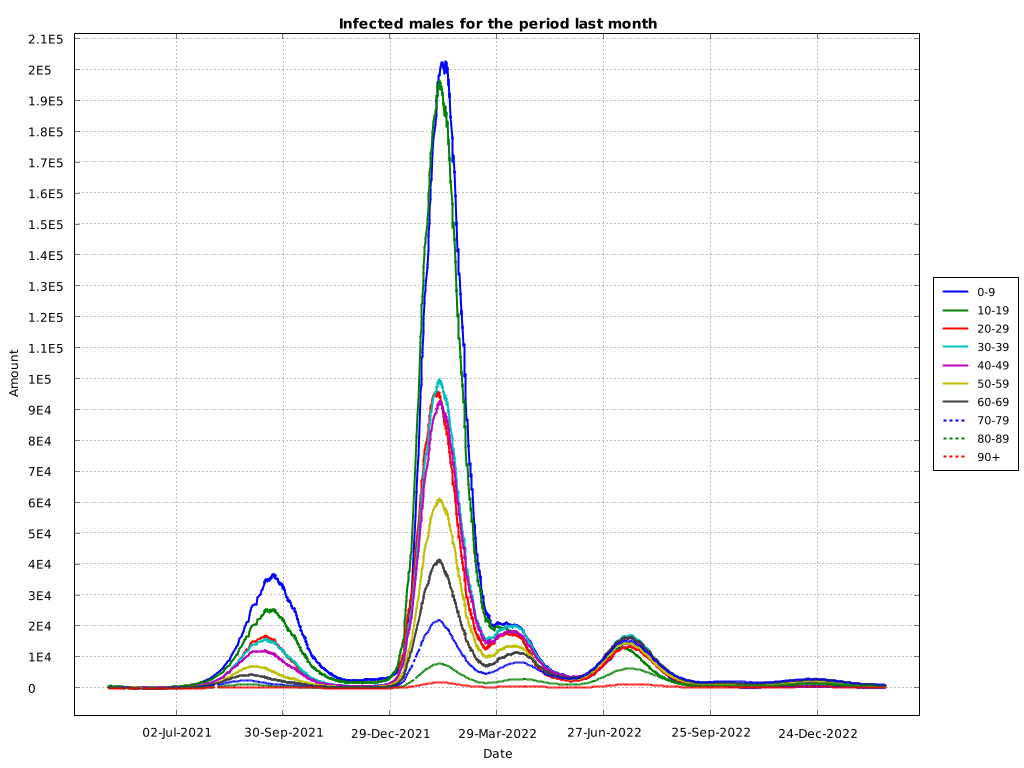 Infected males for the period last month
2.1E5
2E5
1.9E5
1.8E5
1.7E5
1.6E5
1.5E5
1.4E5
1.3E5
1.2E5
1.1E5
1E5
9E4
8E4
7E4
6E4
5E4
4E4
3E4
2E4
1E4
0
Amount
02-Jul-2021 30-Sep-2021 29-Dec-2021 29-Mar-2022 27-Jun-2022 25-Sep-2022 24-Dec-2022
Date
0-9
10-19
20-29
30-39
40-49
50-59
60-69
70-79
80-89
90+